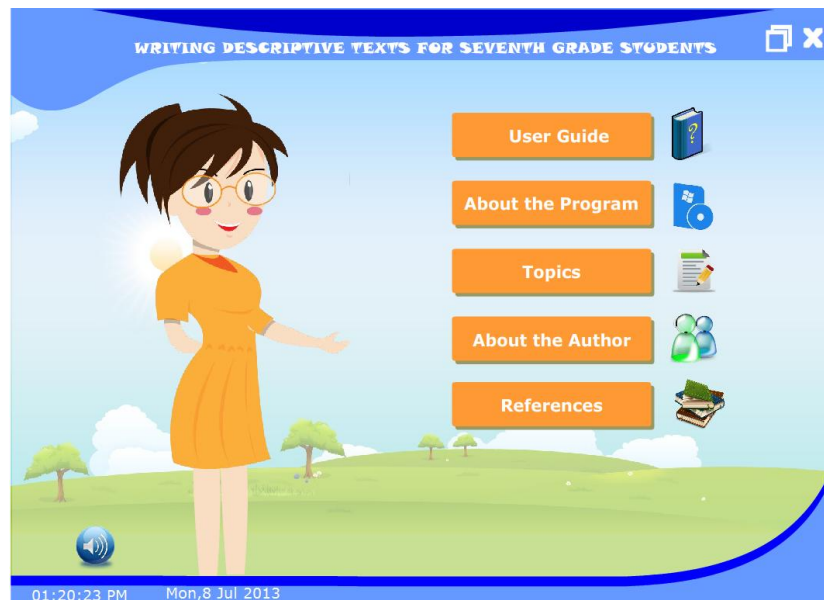 WRITING DESCRIPTIVE TEXTS FOR SEVENTH GRADE STUDENTS
User Guide
?
About the Program
Topics
About the Author
References
01:20:23 PM Mon,8 Jul 2013